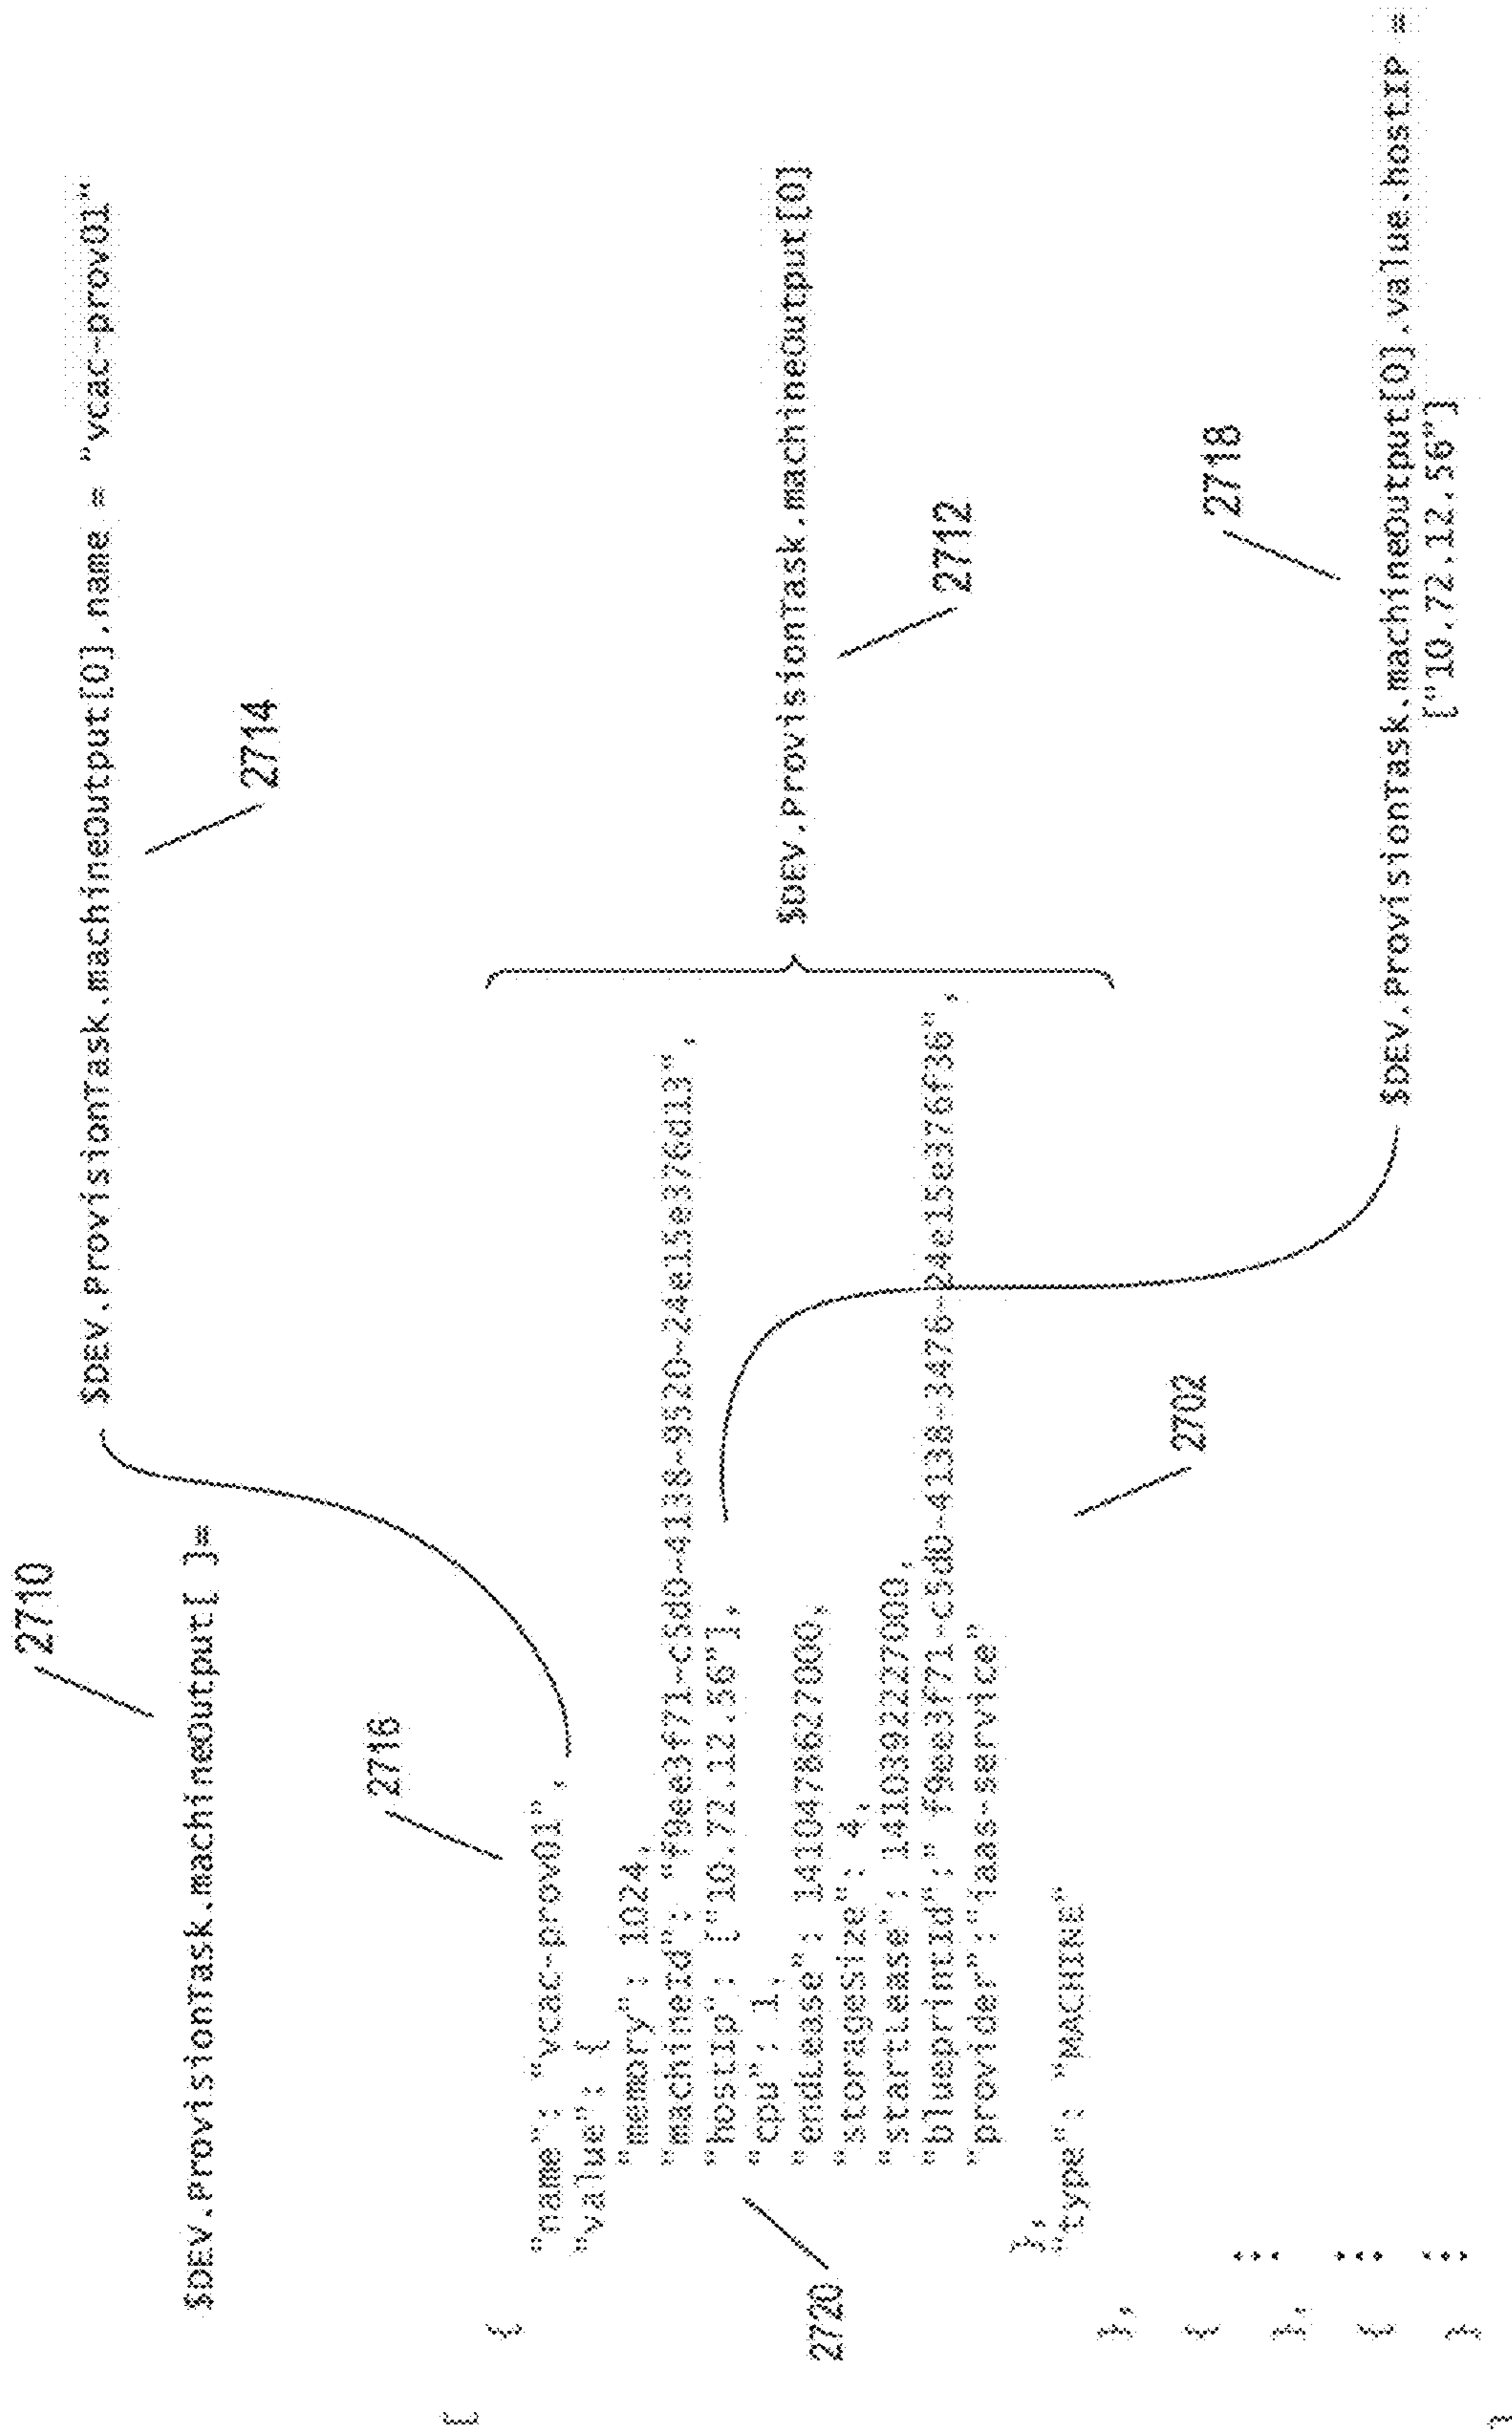 2710
$DEV.ProvisionTask.machineOutput[0].name = "vcac-prov01"
$DEV.ProvisionTask.machineOutput[ ]=
2714
2716
[
{
"name": "vcac-prov01",
"value": {
"memory": 1024,
"machineId": "f9ee3f71-c5d0-4138-9520-24e15e376d13",
"hostIp": ["10.72.12.56"],
"cpu": 1,
$DEV.ProvisionTask.machineOutput[0]
"endLease": 1410478627000,
2720
"storageSize": 4,
"startLease": 1410392227000,
"blueprintId":" f9ee3f71-c5d0-4138-3476-24e15e376f36",
2712
"provider":"iaas-service"
},
"type": "MACHINE"
},
2702
{
2718
},
{
$DEV.ProvisionTask.machineOutput[0].value.hostIP =
["10.72.12.56"]
}
]